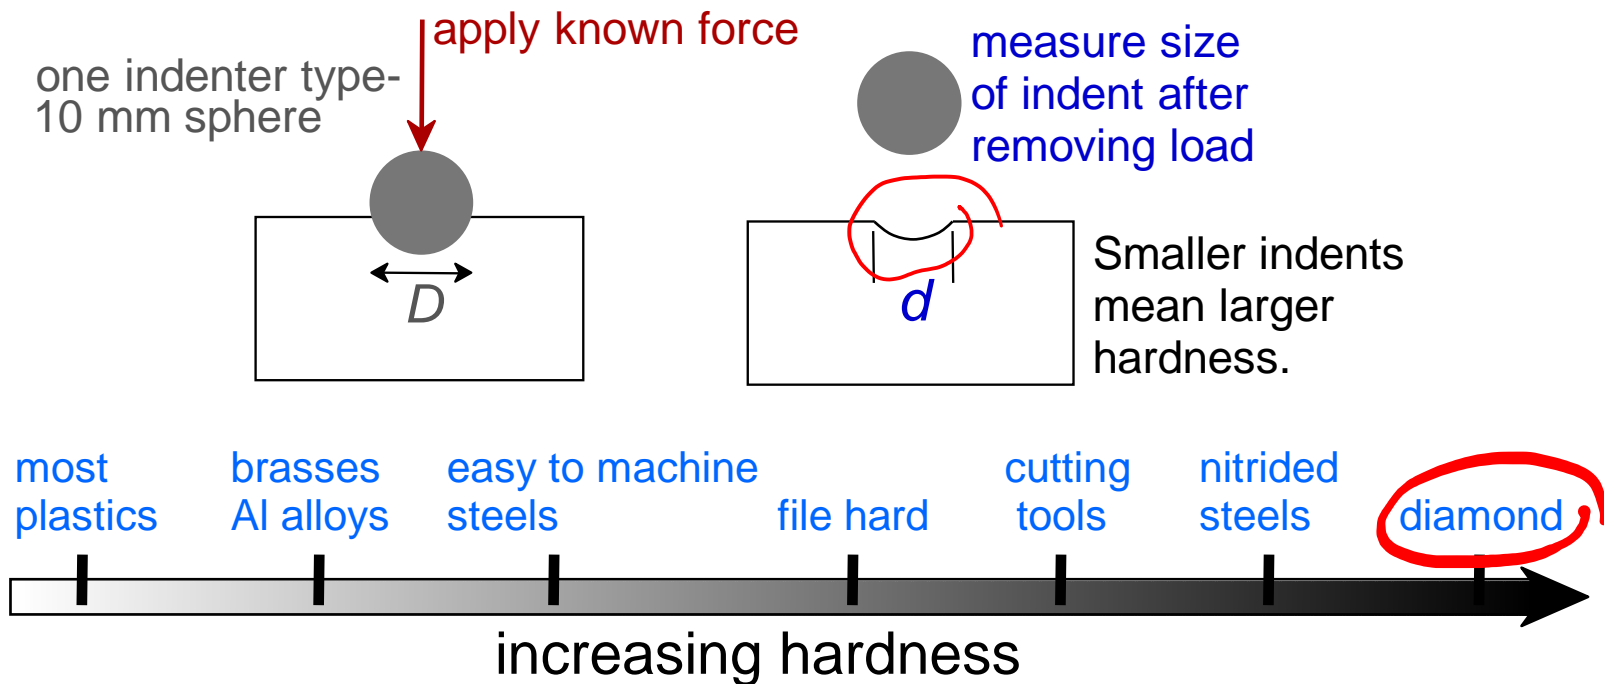 apply known force
one indenter type-
10 mm sphere
D
measure size
of indent after
removing load
d
Smaller indents
mean larger
hardness.
most
plastics
brasses
Al alloys
easy to machine
steels
file hard
cutting
tools
nitrided
steels
diamond
increasing hardness